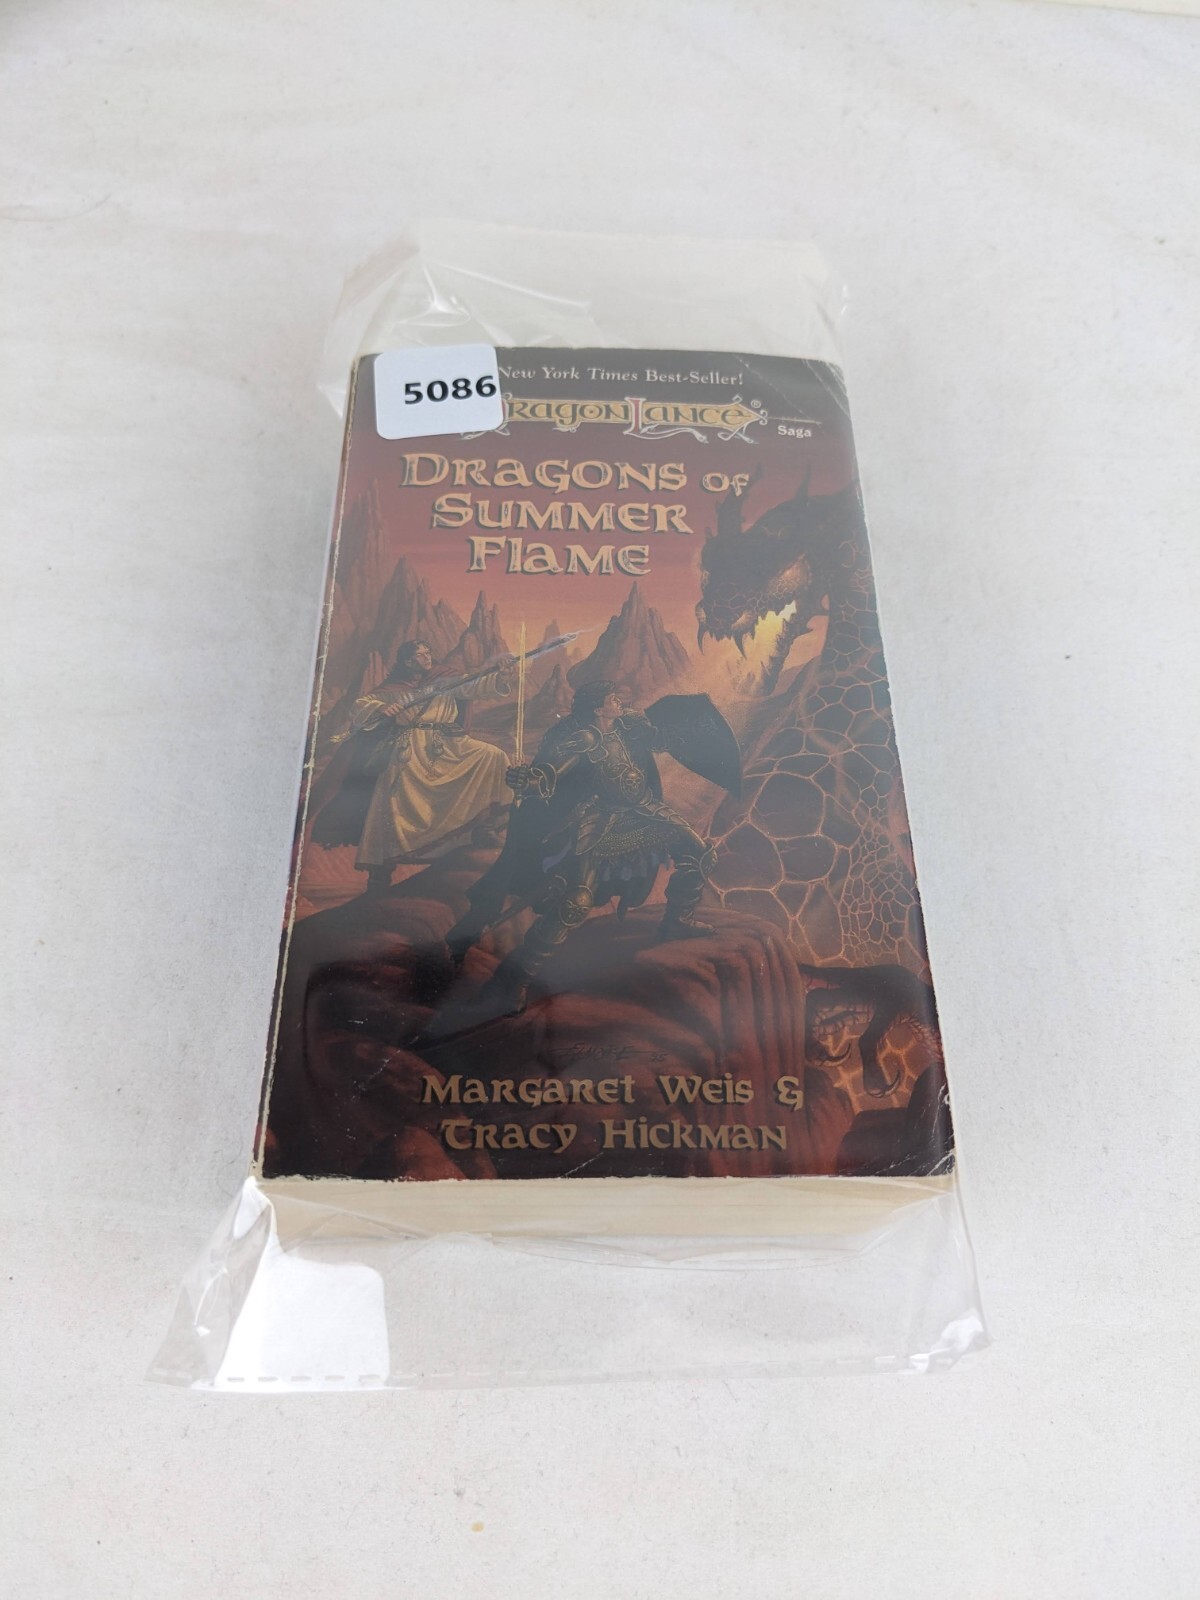 5086
New York Times Best-Seller!
DragonLance®
Saga
Dragons of
Summer
Flame
Margaret Weis &
Tracy Hickman